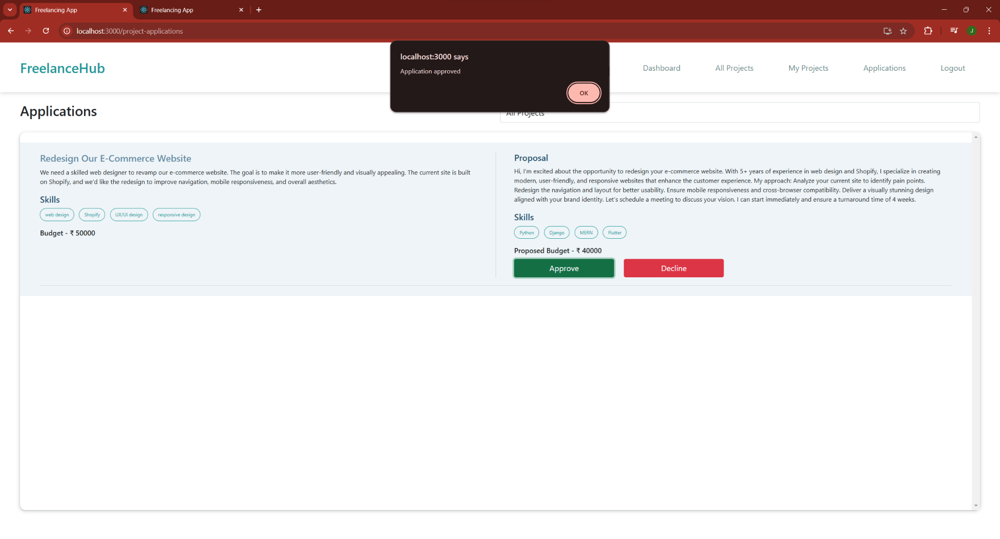 Freelancing App
Freelancing App
localhost:3000/project-applications
J
localhost:3000 says
Application approved
OK
FreelanceHub
Dashboard
All Projects
My Projects
Applications
Logout
Applications
All Projects
Redesign Our E-Commerce Website
We need a skilled web designer to revamp our e-commerce website. The goal is to make it more user-friendly and visually appealing. The current site is built
on Shopify, and we'd like the redesign to improve navigation, mobile responsiveness, and overall aesthetics.
Skills
web design
Shopify
UX/UI design
responsive design
Budget - ₹ 50000
Proposal
Hi, I'm excited about the opportunity to redesign your e-commerce website. With 5+ years of experience in web design and Shopify, I specialize in creating
modern, user-friendly, and responsive websites that enhance the customer experience. My approach: Analyze your current site to identify pain points.
Redesign the navigation and layout for better usability. Ensure mobile responsiveness and cross-browser compatibility. Deliver a visually stunning design
aligned with your brand identity. Let's schedule a meeting to discuss your vision. I can start immediately and ensure a turnaround time of 4 weeks.
Skills
Python
Django
MERN
Flutter
Proposed Budget - ₹ 40000
Approve
Decline